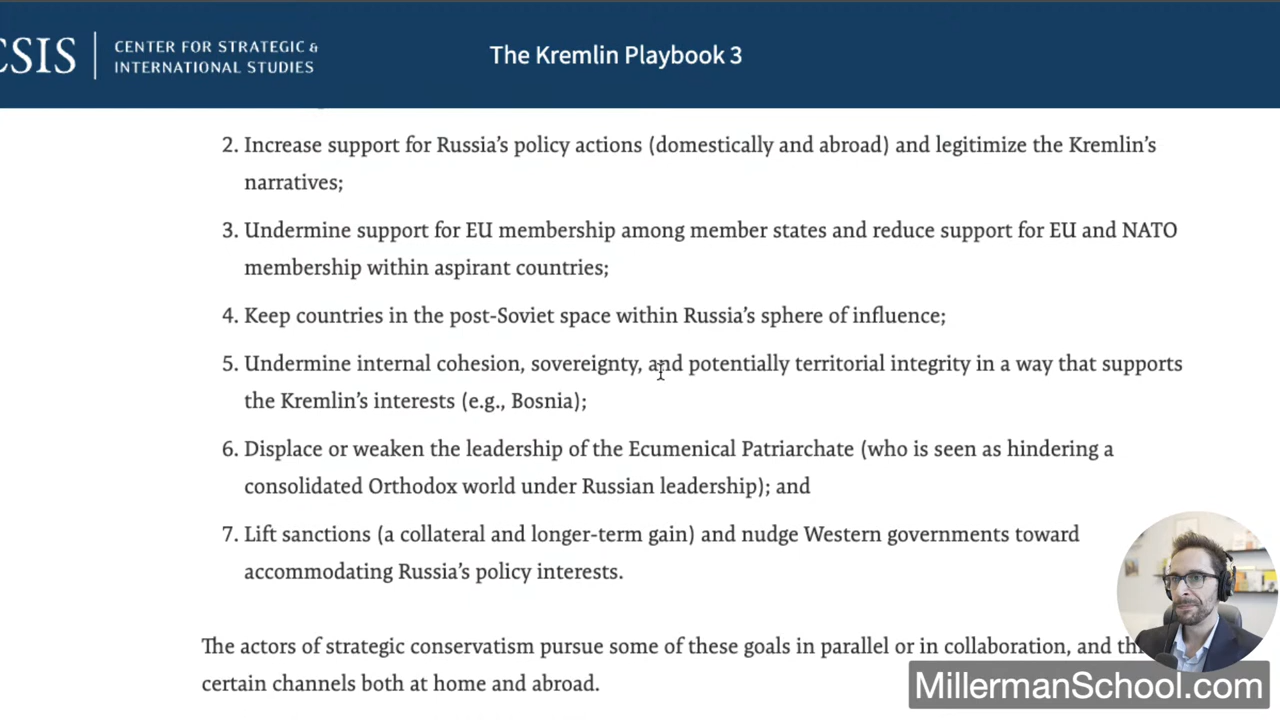 CSIS
CENTER FOR STRATEGIC &
INTERNATIONAL STUDIES
The Kremlin Playbook 3
2. Increase support for Russia’s policy actions (domestically and abroad) and legitimize the Kremlin’s
narratives;
3. Undermine support for EU membership among member states and reduce support for EU and NATO
membership within aspirant countries;
4. Keep countries in the post-Soviet space within Russia’s sphere of influence;
5. Undermine internal cohesion, sovereignty, and potentially territorial integrity in a way that supports
the Kremlin’s interests (e.g., Bosnia);
6. Displace or weaken the leadership of the Ecumenical Patriarchate (who is seen as hindering a
consolidated Orthodox world under Russian leadership); and
7. Lift sanctions (a collateral and longer-term gain) and nudge Western governments toward
accommodating Russia’s policy interests.
The actors of strategic conservatism pursue some of these goals in parallel or in collaboration, and
certain channels both at home and abroad.
MillermanSchool.com